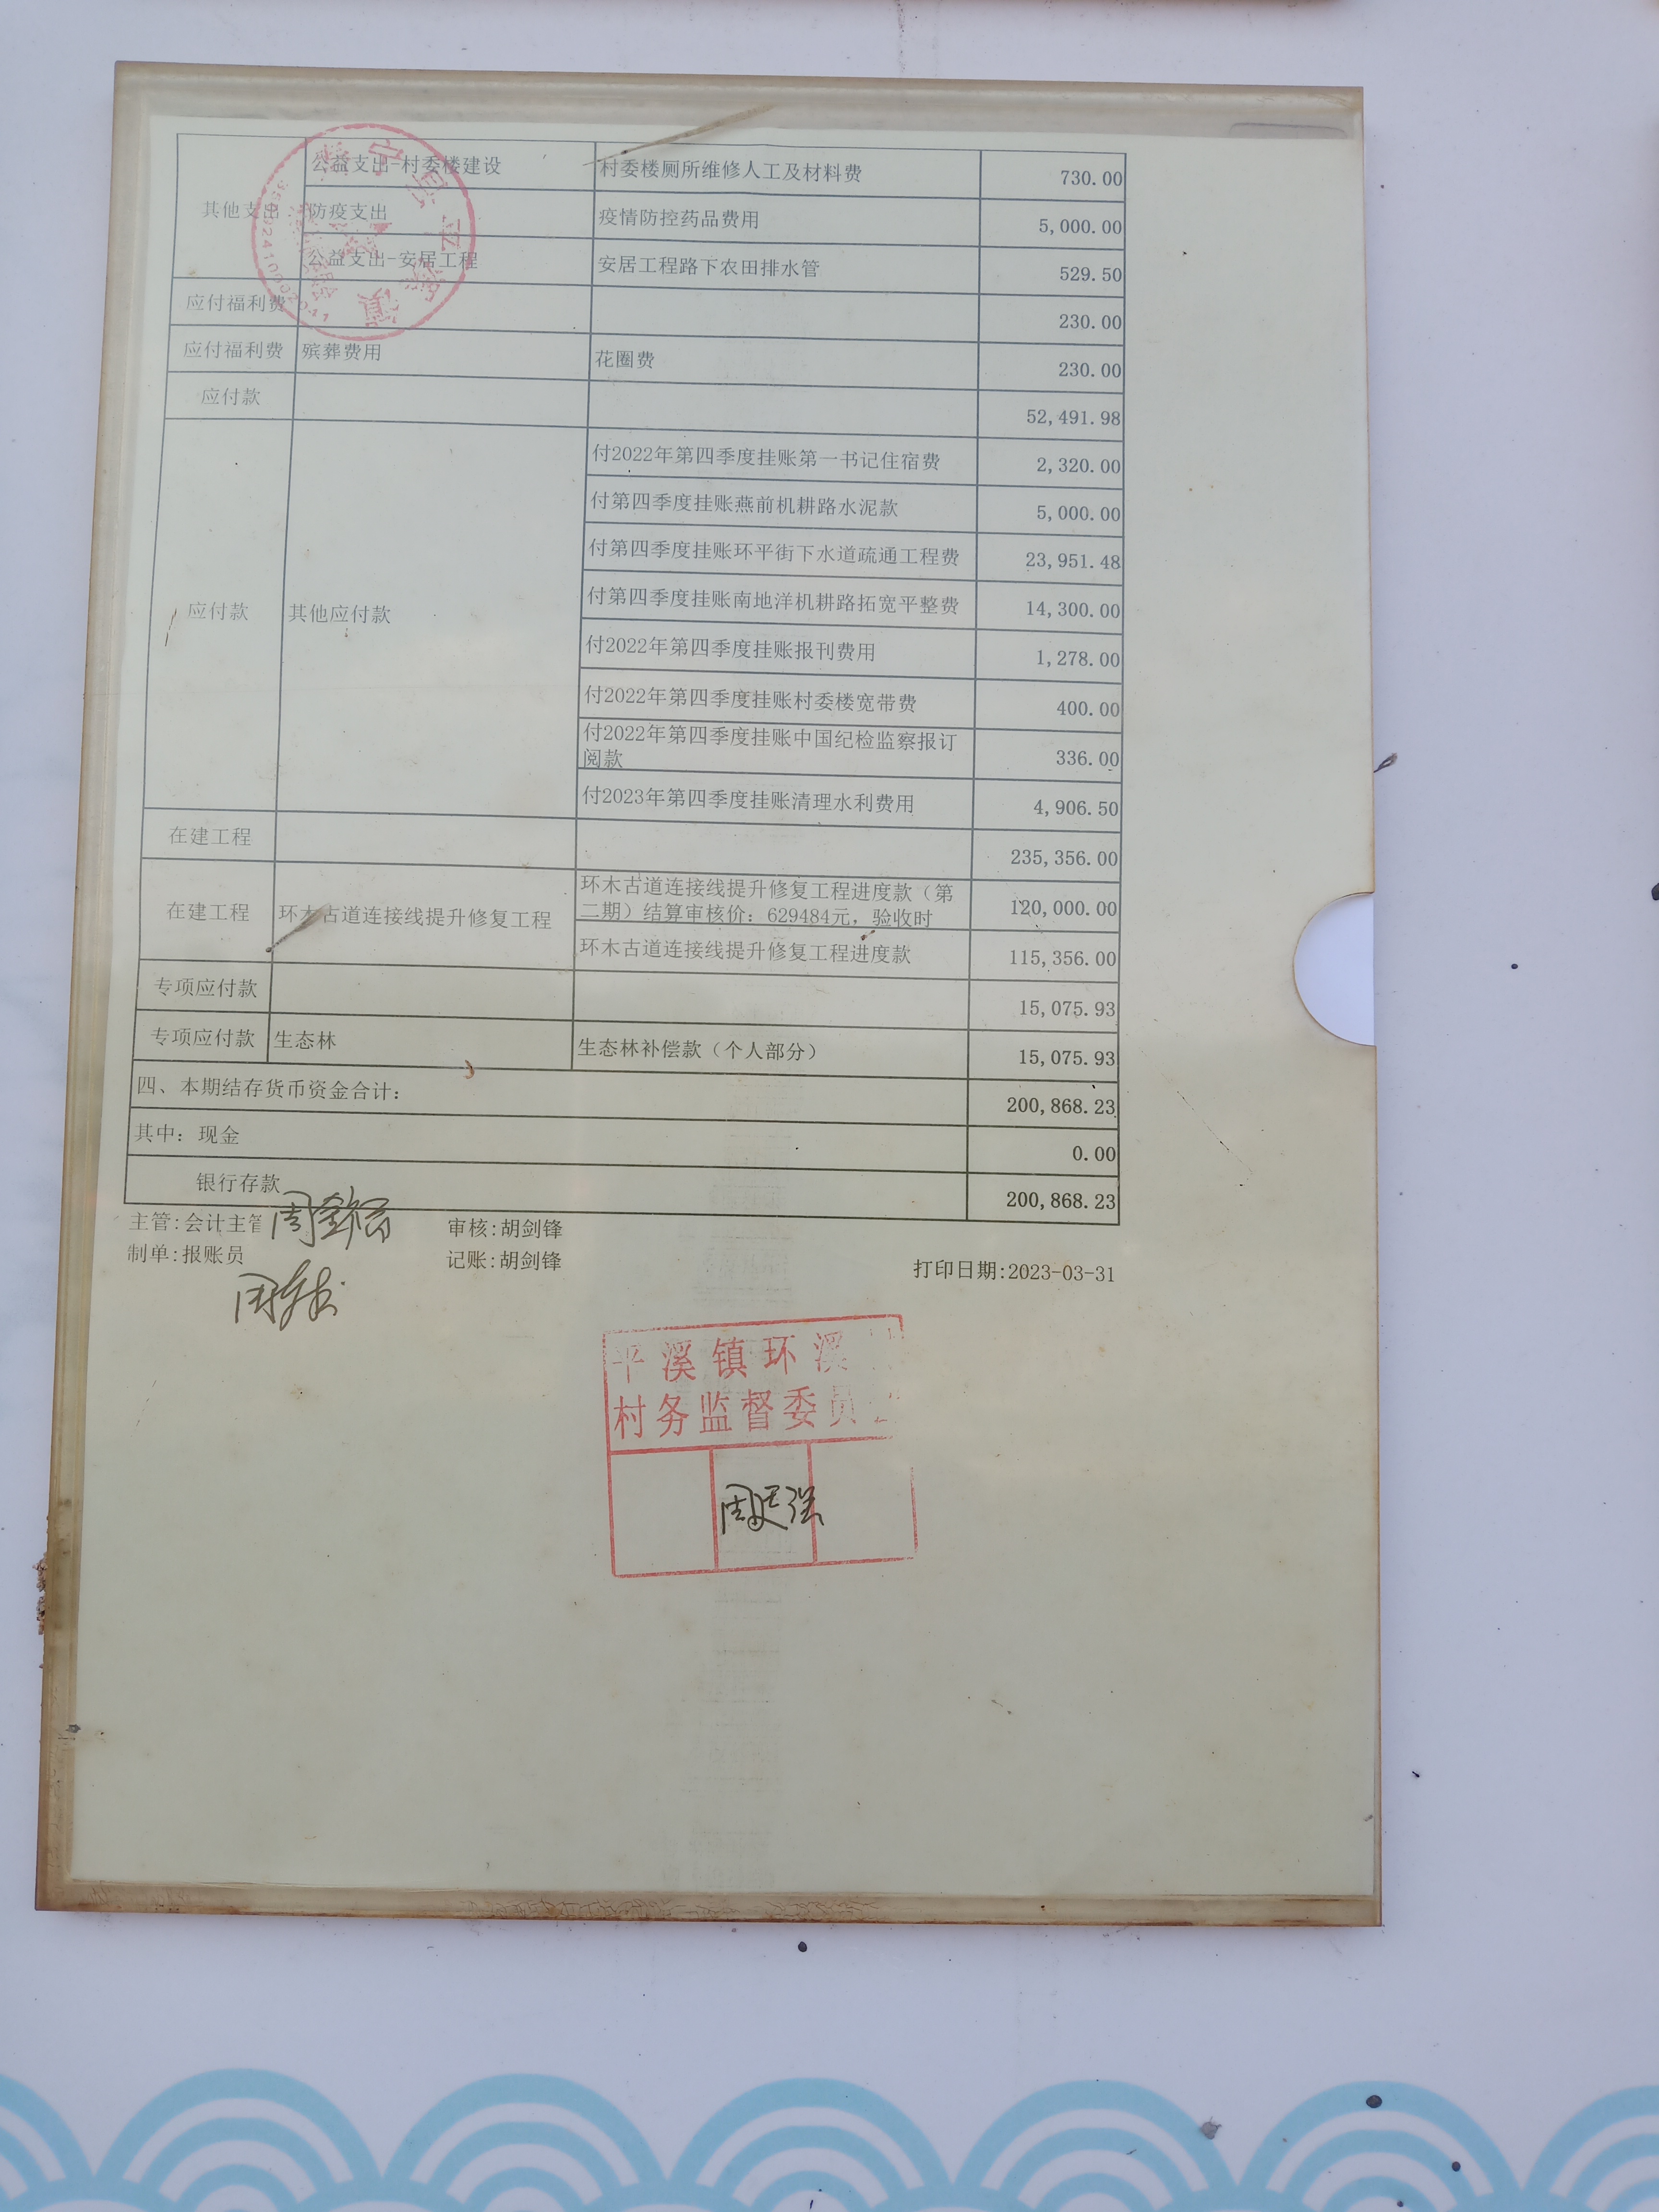 其他支出 公益支出-村委楼建设 村委楼厕所维修人工及材料费 730.00
防疫支出 疫情防控药品费用 5,000.00
公益支出-安居工程 安居工程路下农田排水管 529.50
应付福利费 230.00
应付福利费 殡葬费用 花圈费 230.00
应付款 52,491.98
应付款 其他应付款 付2022年第四季度挂账第一书记住宿费 2,320.00
付第四季度挂账燕前机耕路水泥款 5,000.00
付第四季度挂账环平街下水道疏通工程费 23,951.48
付第四季度挂账南地洋机耕路拓宽平整费 14,300.00
付2022年第四季度挂账报刊费用 1,278.00
付2022年第四季度挂账村委楼宽带费 400.00
付2022年第四季度挂账中国纪检监察报订
阅款 336.00
付2023年第四季度挂账清理水利费用 4,906.50
在建工程 235,356.00
在建工程 环木古道连接线提升修复工程 环木古道连接线提升修复工程进度款（第
二期）结算审核价：629484元，验收时 120,000.00
环木古道连接线提升修复工程进度款 115,356.00
专项应付款 15,075.93
专项应付款 生态林 生态林补偿款（个人部分） 15,075.93
四、本期结存货币资金合计： 200,868.23
其中：现金 0.00
银行存款 200,868.23
主管:会计主管 审核:胡剑锋
制单:报账员 记账:胡剑锋 打印日期:2023-03-31
平溪镇环溪
村务监督委员